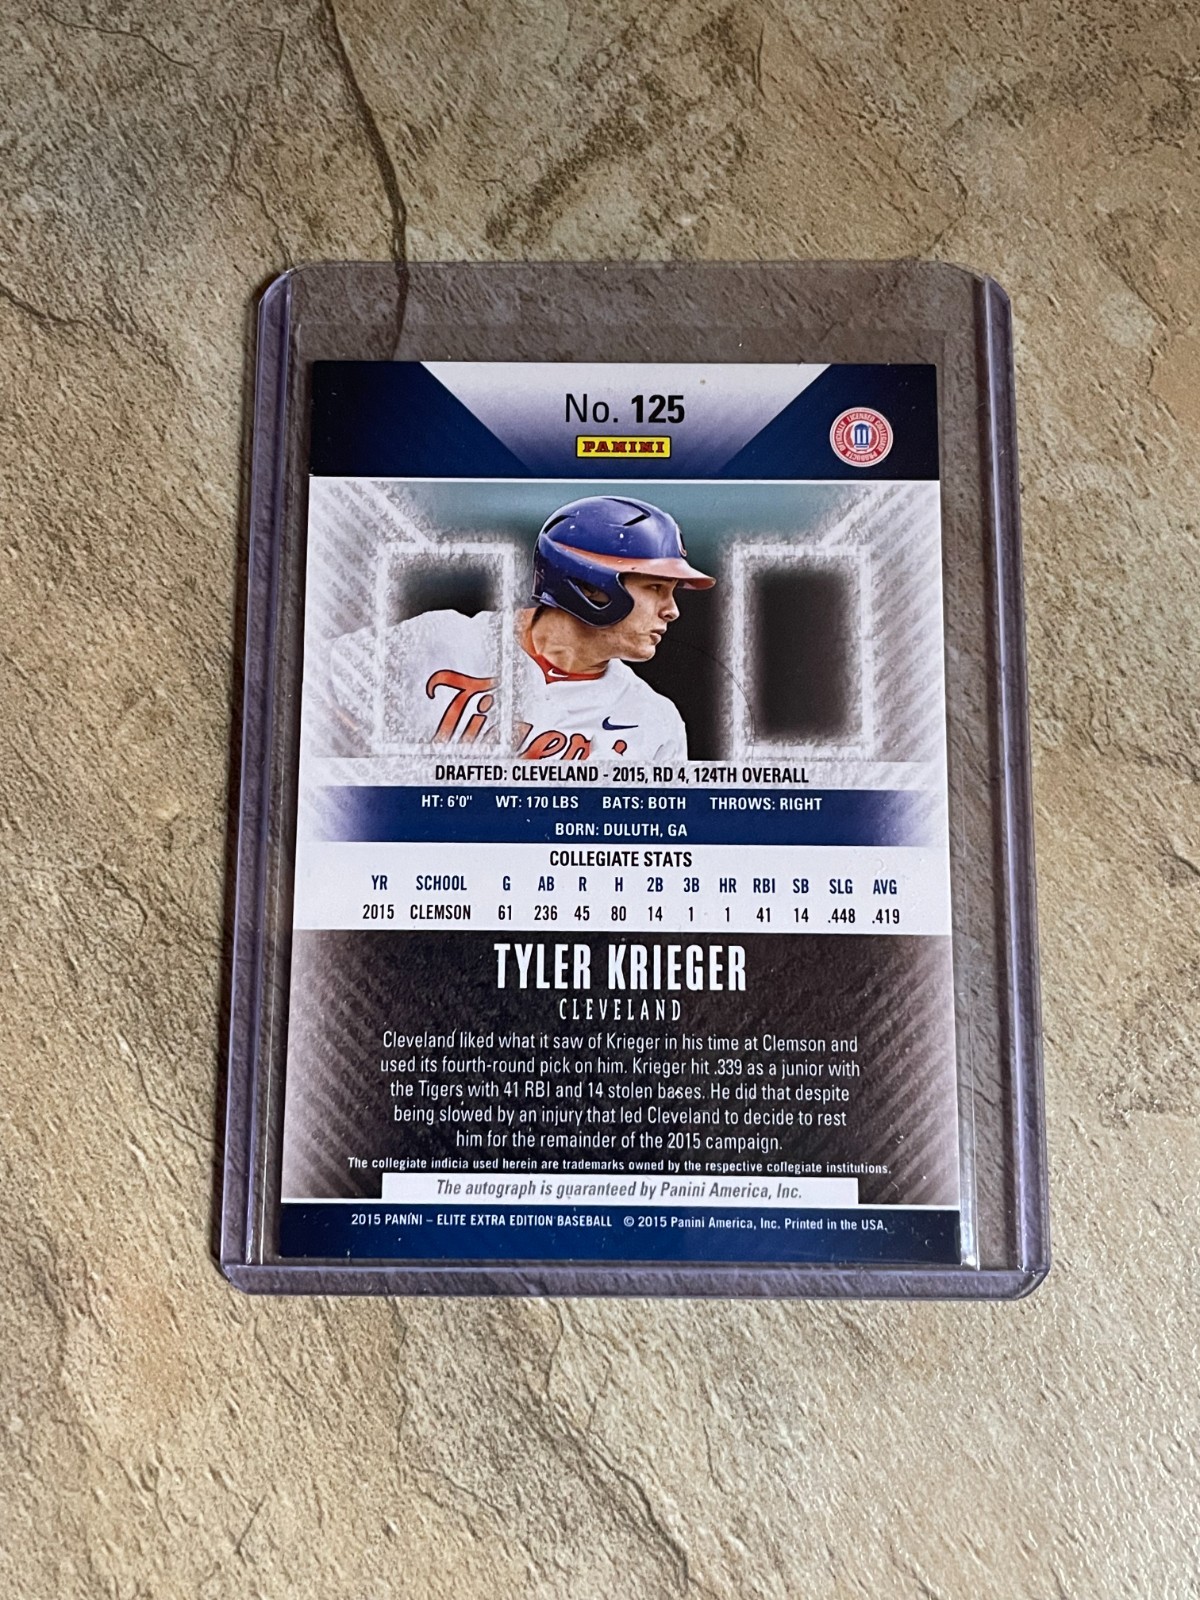 No. 125
PANINI
OFFICIALLY LICENSED COLLEGIATE PRODUCTS
Tigers
DRAFTED: CLEVELAND - 2015, RD 4, 124TH OVERALL
HT: 6'0" WT: 170 LBS BATS: BOTH THROWS: RIGHT
BORN: DULUTH, GA
COLLEGIATE STATS
YR SCHOOL G AB R H 2B 3B HR RBI SB SLG AVG
2015 CLEMSON 61 236 45 80 14 1 1 41 14 .448 .419
TYLER KRIEGER
CLEVELAND
Cleveland liked what it saw of Krieger in his time at Clemson and
used its fourth-round pick on him. Krieger hit .339 as a junior with
the Tigers with 41 RBI and 14 stolen bases. He did that despite
being slowed by an injury that led Cleveland to decide to rest
him for the remainder of the 2015 campaign.
The collegiate indicia used herein are trademarks owned by the respective collegiate institutions.
The autograph is guaranteed by Panini America, Inc.
2015 PANINI – ELITE EXTRA EDITION BASEBALL © 2015 Panini America, Inc. Printed in the USA.